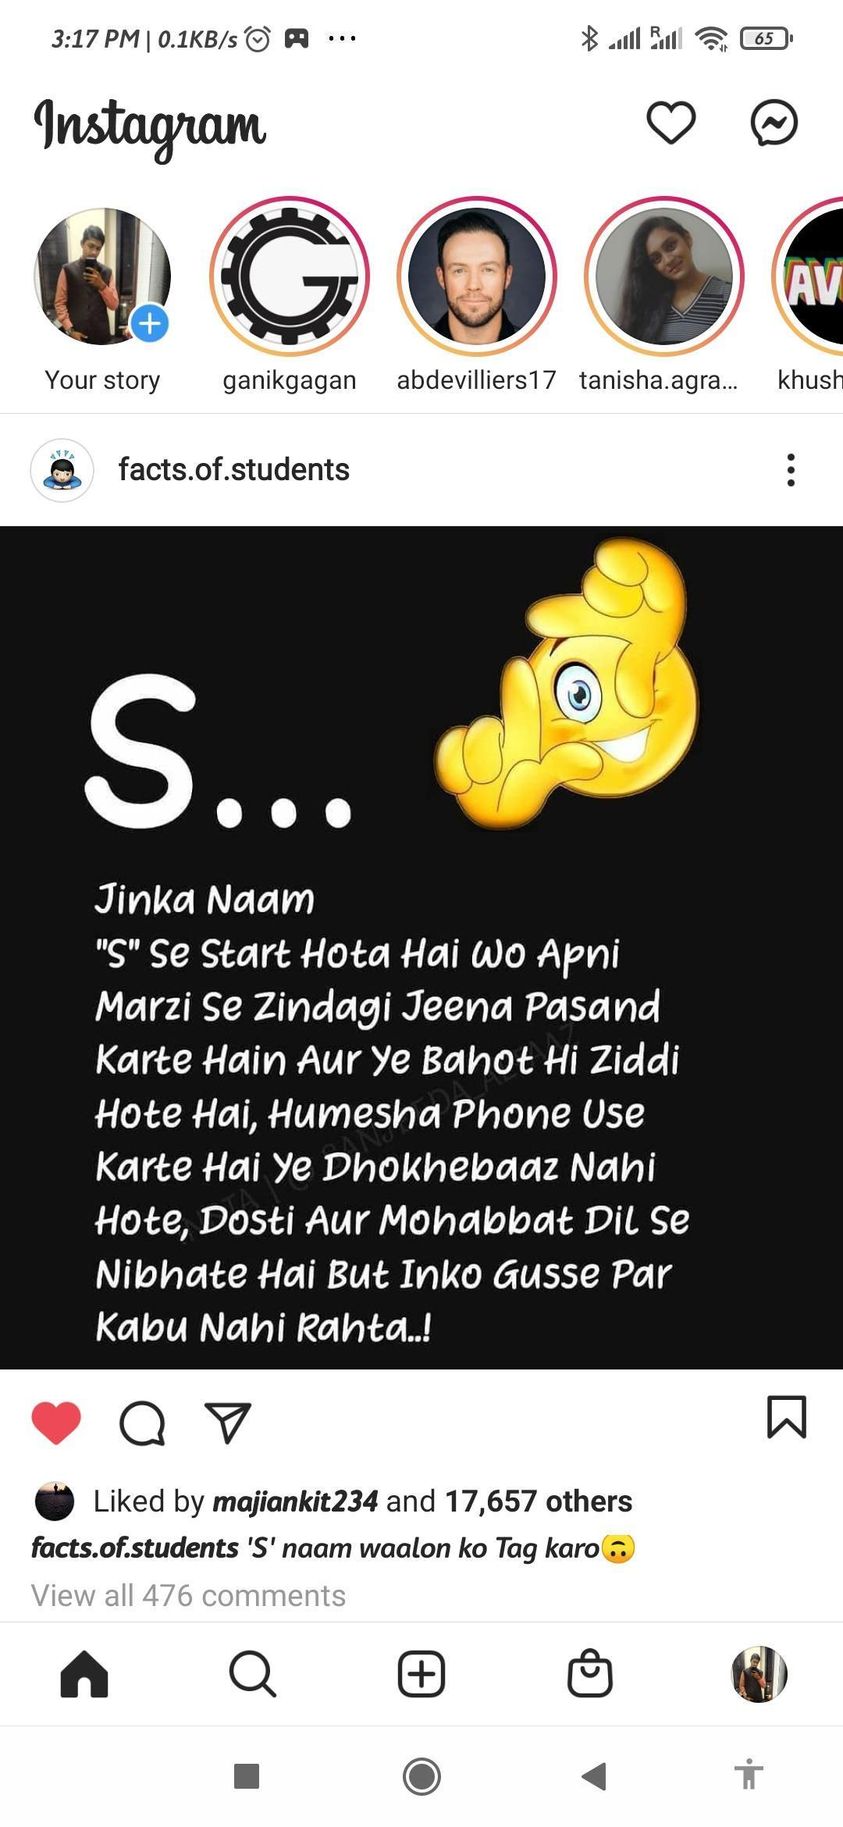 3:17 PM | 0.1KB/s ...
R
65
Instagram
Your story
ganikgagan
abdevilliers17
tanisha.agra...
khush
AV
facts.of.students
S...
Jinka Naam
"S" Se Start Hota Hai Wo Apni
Marzi Se Zindagi Jeena Pasand
Karte Hain Aur Ye Bahot Hi Ziddi
Hote Hai, Humesha Phone Use
Karte Hai Ye Dhokhebaaz Nahi
Hote, Dosti Aur Mohabbat Dil Se
Nibhate Hai But Inko Gusse Par
Kabu Nahi Rahta..!
Liked by majiankit234 and 17,657 others
facts.of.students 'S' naam waalon ko Tag karo🙃
View all 476 comments